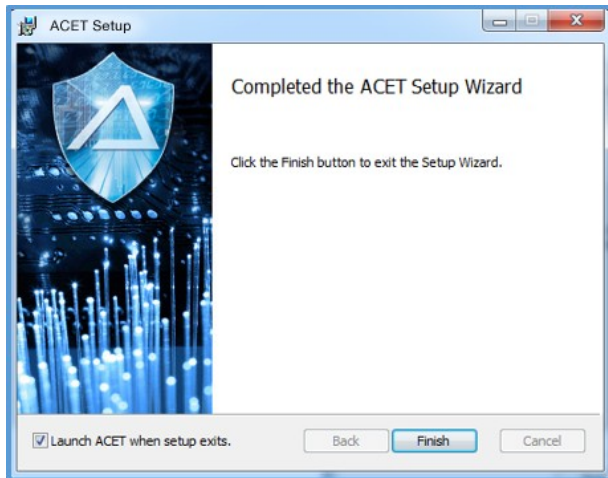 ACET Setup
Completed the ACET Setup Wizard
Click the Finish button to exit the Setup Wizard.
Launch ACET when setup exits.
Back
Finish
Cancel